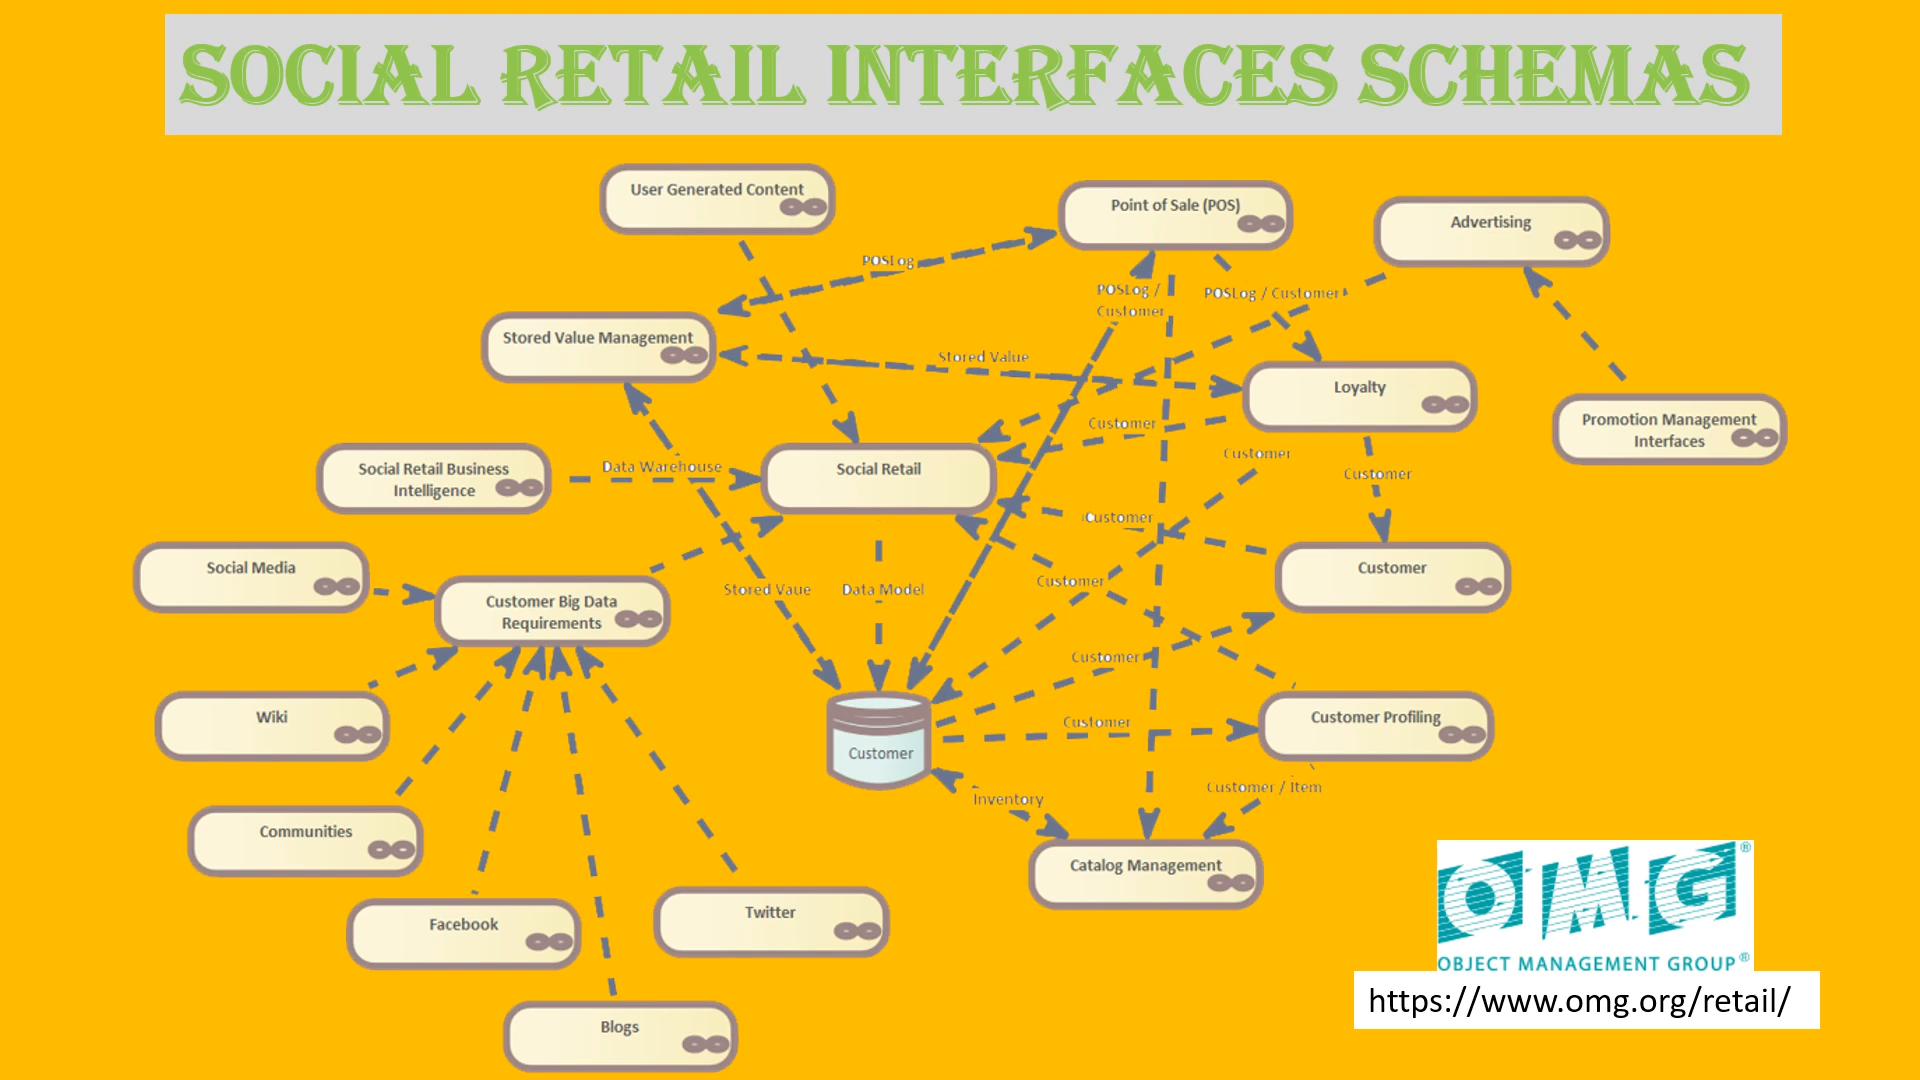 SOCIAL RETAIL INTERFACES SCHEMAS
User Generated Content
Point of Sale (POS)
Advertising
POSLog
POSLog /
Customer
POSLog / Customer
Stored Value Management
Stored Value
Loyalty
Promotion Management
Interfaces
Customer
Customer
Customer
Social Retail Business
Intelligence
Data Warehouse
Social Retail
Customer
Social Media
Customer Big Data
Requirements
Stored Vaue
Data Model
Customer
Customer
Customer
Wiki
Customer
Customer Profiling
Customer
Customer / Item
Inventory
Communities
Catalog Management
Facebook
Twitter
Blogs
OMG®
OBJECT MANAGEMENT GROUP®
https://www.omg.org/retail/